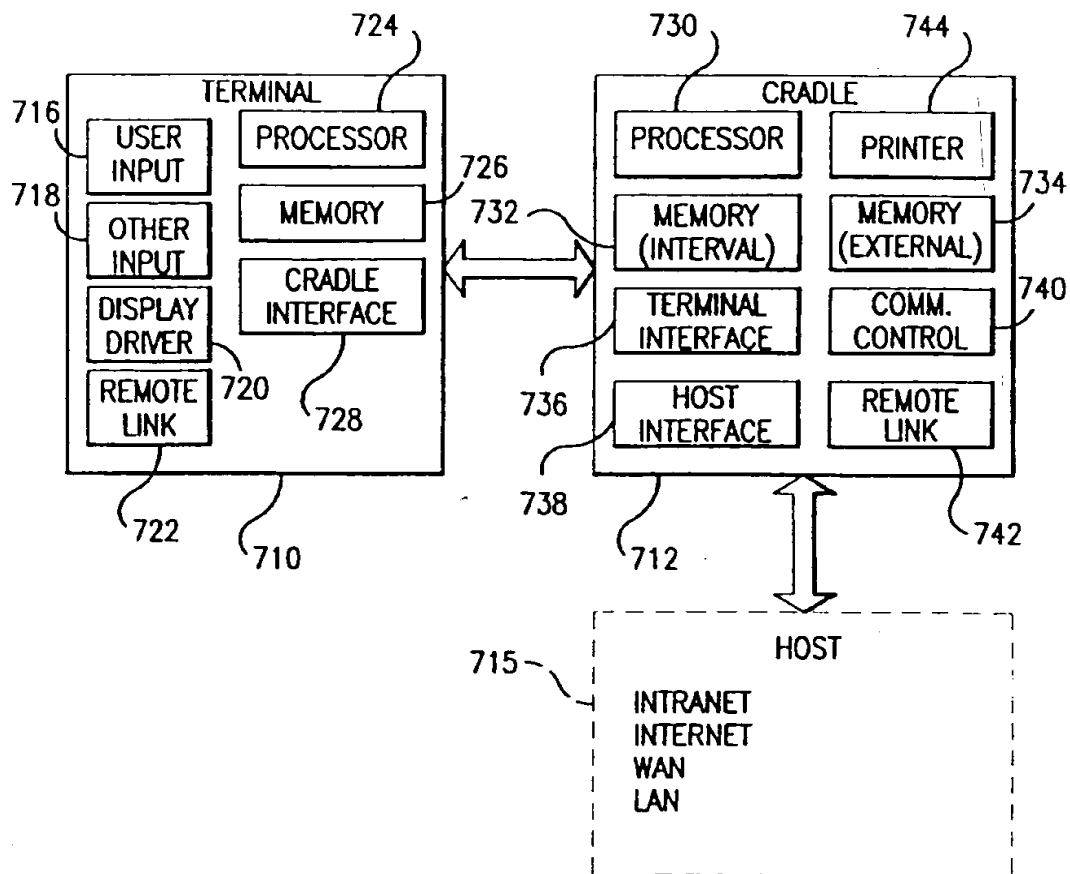 724
730
744
TERMINAL
CRADLE
716
USER
INPUT
PROCESSOR
PROCESSOR
PRINTER
718
726
734
OTHER
INPUT
MEMORY
732
MEMORY
(INTERVAL)
MEMORY
(EXTERNAL)
DISPLAY
DRIVER
CRADLE
INTERFACE
TERMINAL
INTERFACE
COMM.
CONTROL
740
REMOTE
LINK
720
728
736
HOST
INTERFACE
REMOTE
LINK
722
710
738
712
742
715
HOST
INTRANET
INTERNET
WAN
LAN